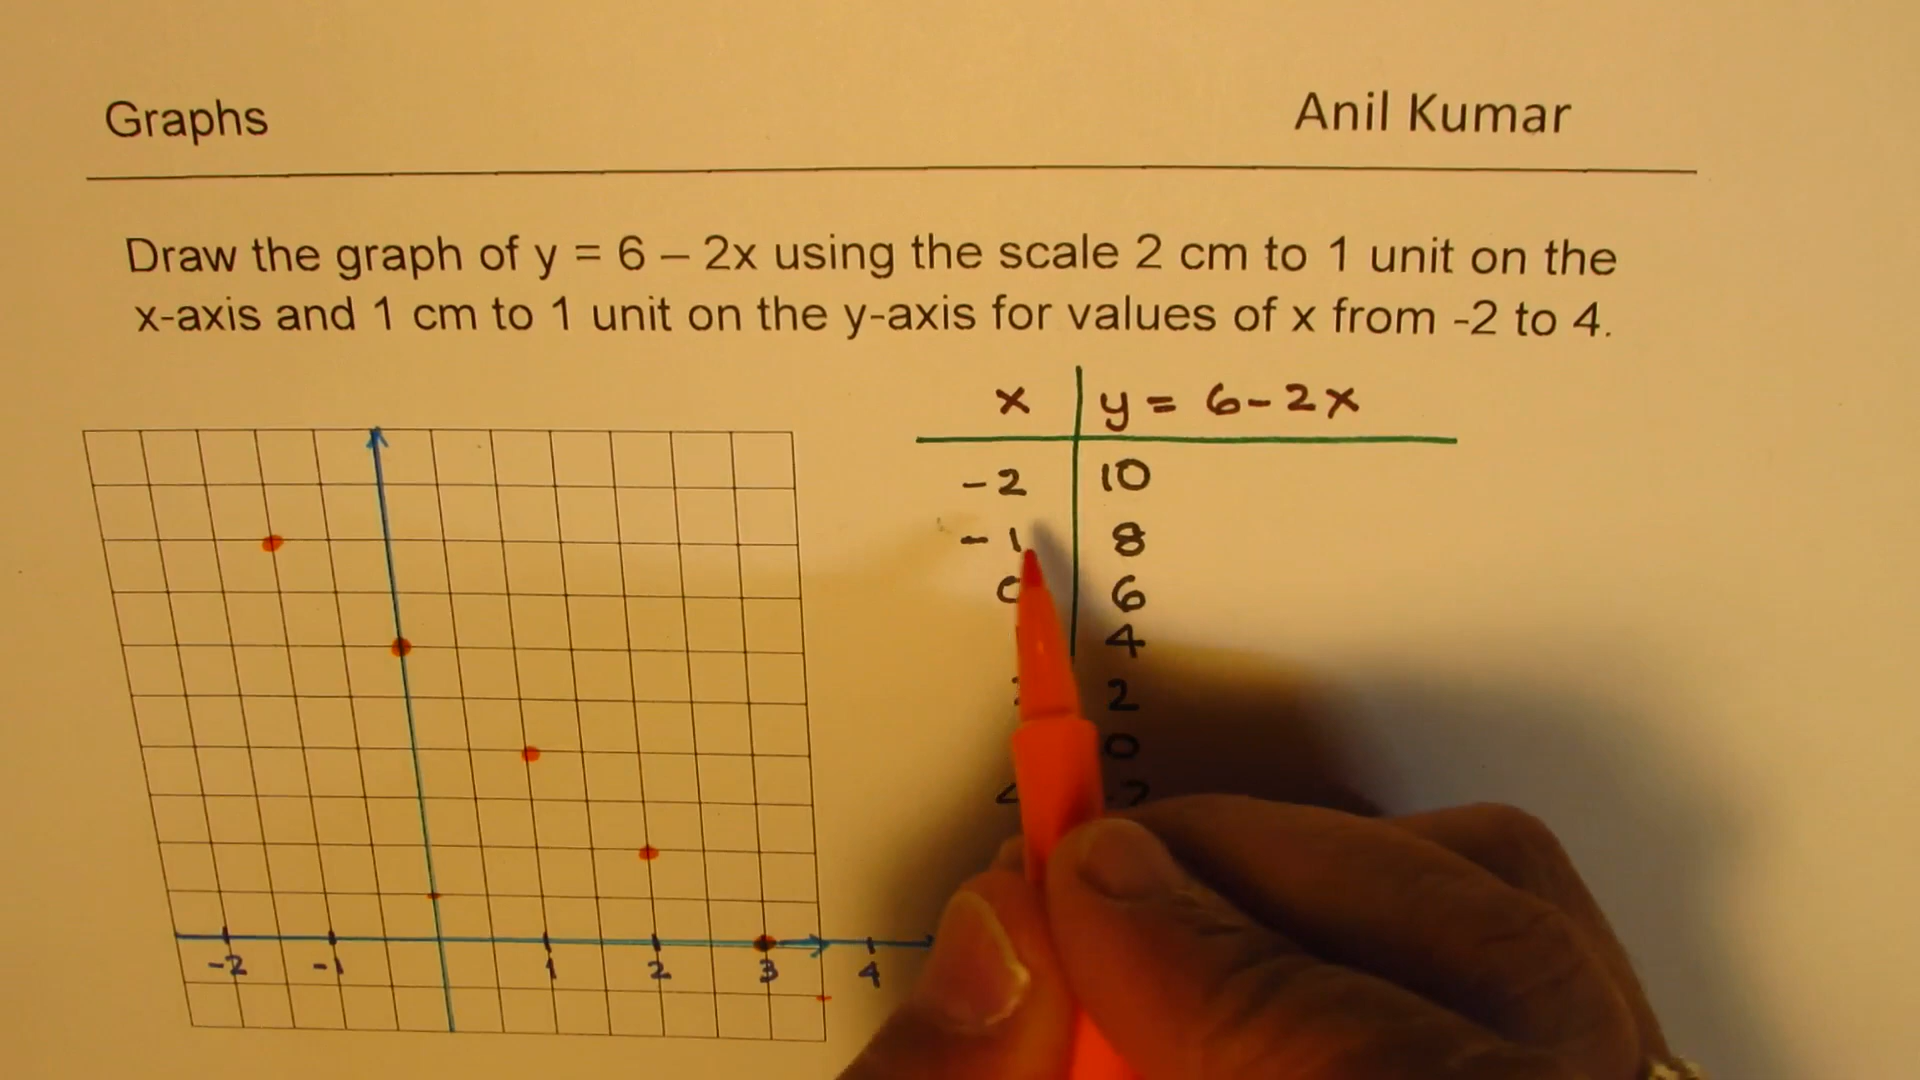 Graphs
Anil Kumar
Draw the graph of y = 6 – 2x using the scale 2 cm to 1 unit on the
x-axis and 1 cm to 1 unit on the y-axis for values of x from -2 to 4.
x y = 6-2x
-2 10
-1 8
0 6
4
2
0
-2 -1 1 2 3 4